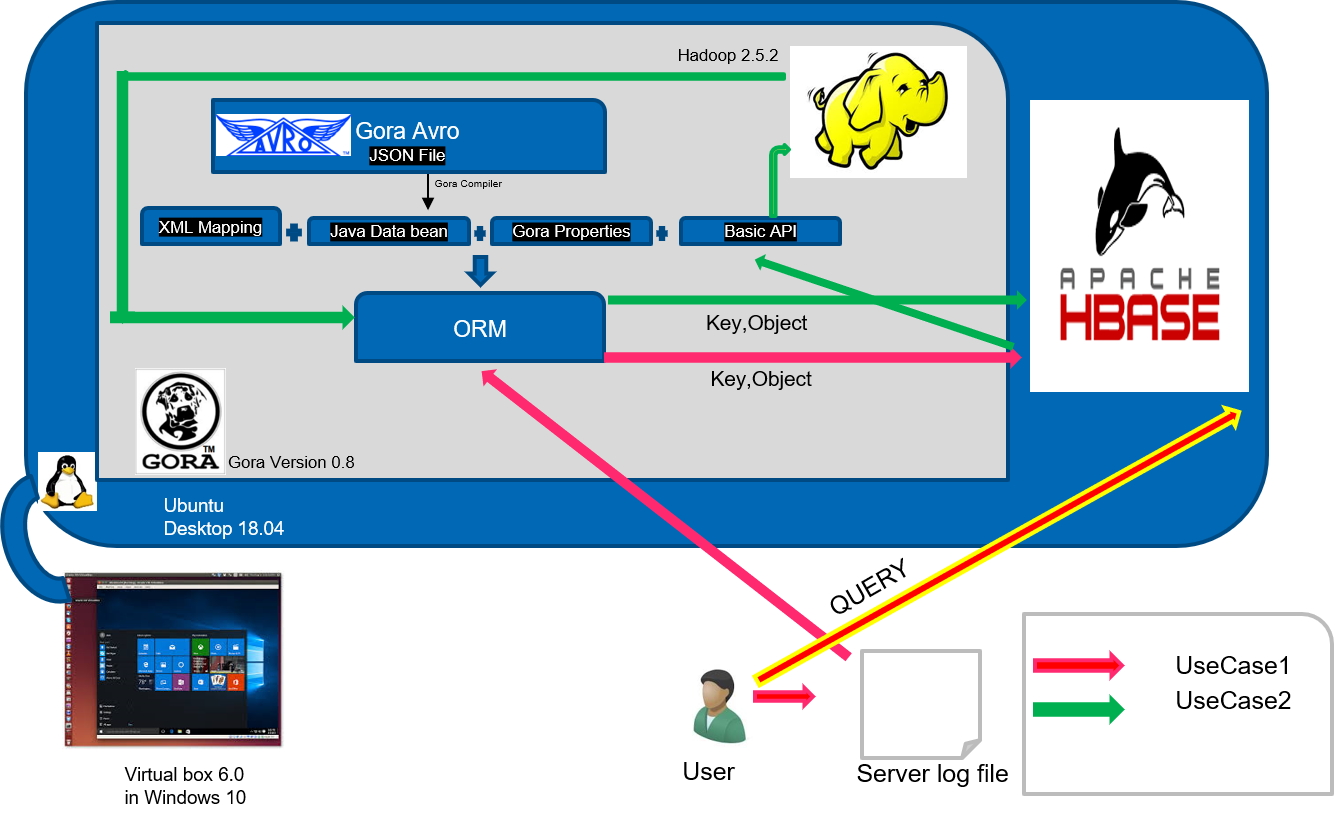 Hadoop 2.5.2
AVRO
TM
Gora Avro
JSON File
Gora Compiler
XML Mapping
Java Data bean
Gora Properties
Basic API
APACHE
HBASE
ORM
Key,Object
Key,Object
TM
GORA
Gora Version 0.8
Ubuntu
Desktop 18.04
QUERY
UseCase1
UseCase2
User
Server log file
Virtual box 6.0
in Windows 10